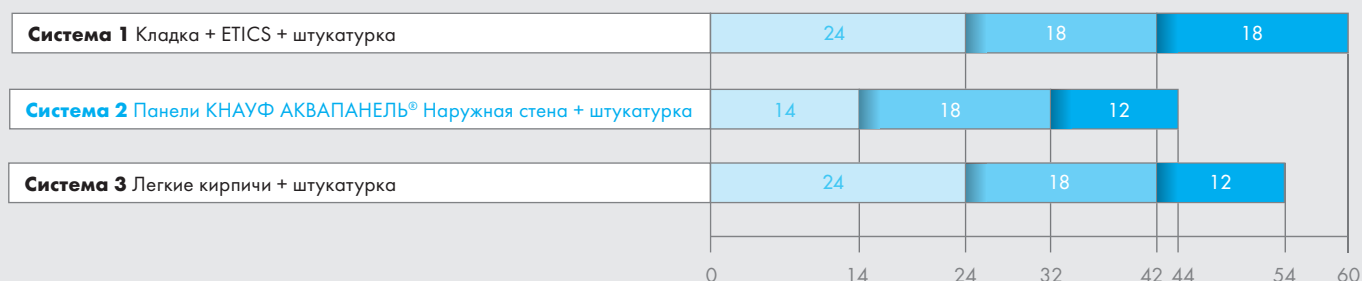 Система 1 Кладка + ETICS + штукатурка 24 18 18
Система 2 Панели КНАУФ АКВАПАНЕЛЬ® Наружная стена + штукатурка 14 18 12
Система 3 Легкие кирпичи + штукатурка 24 18 12
0 14 24 32 42 44 54 60